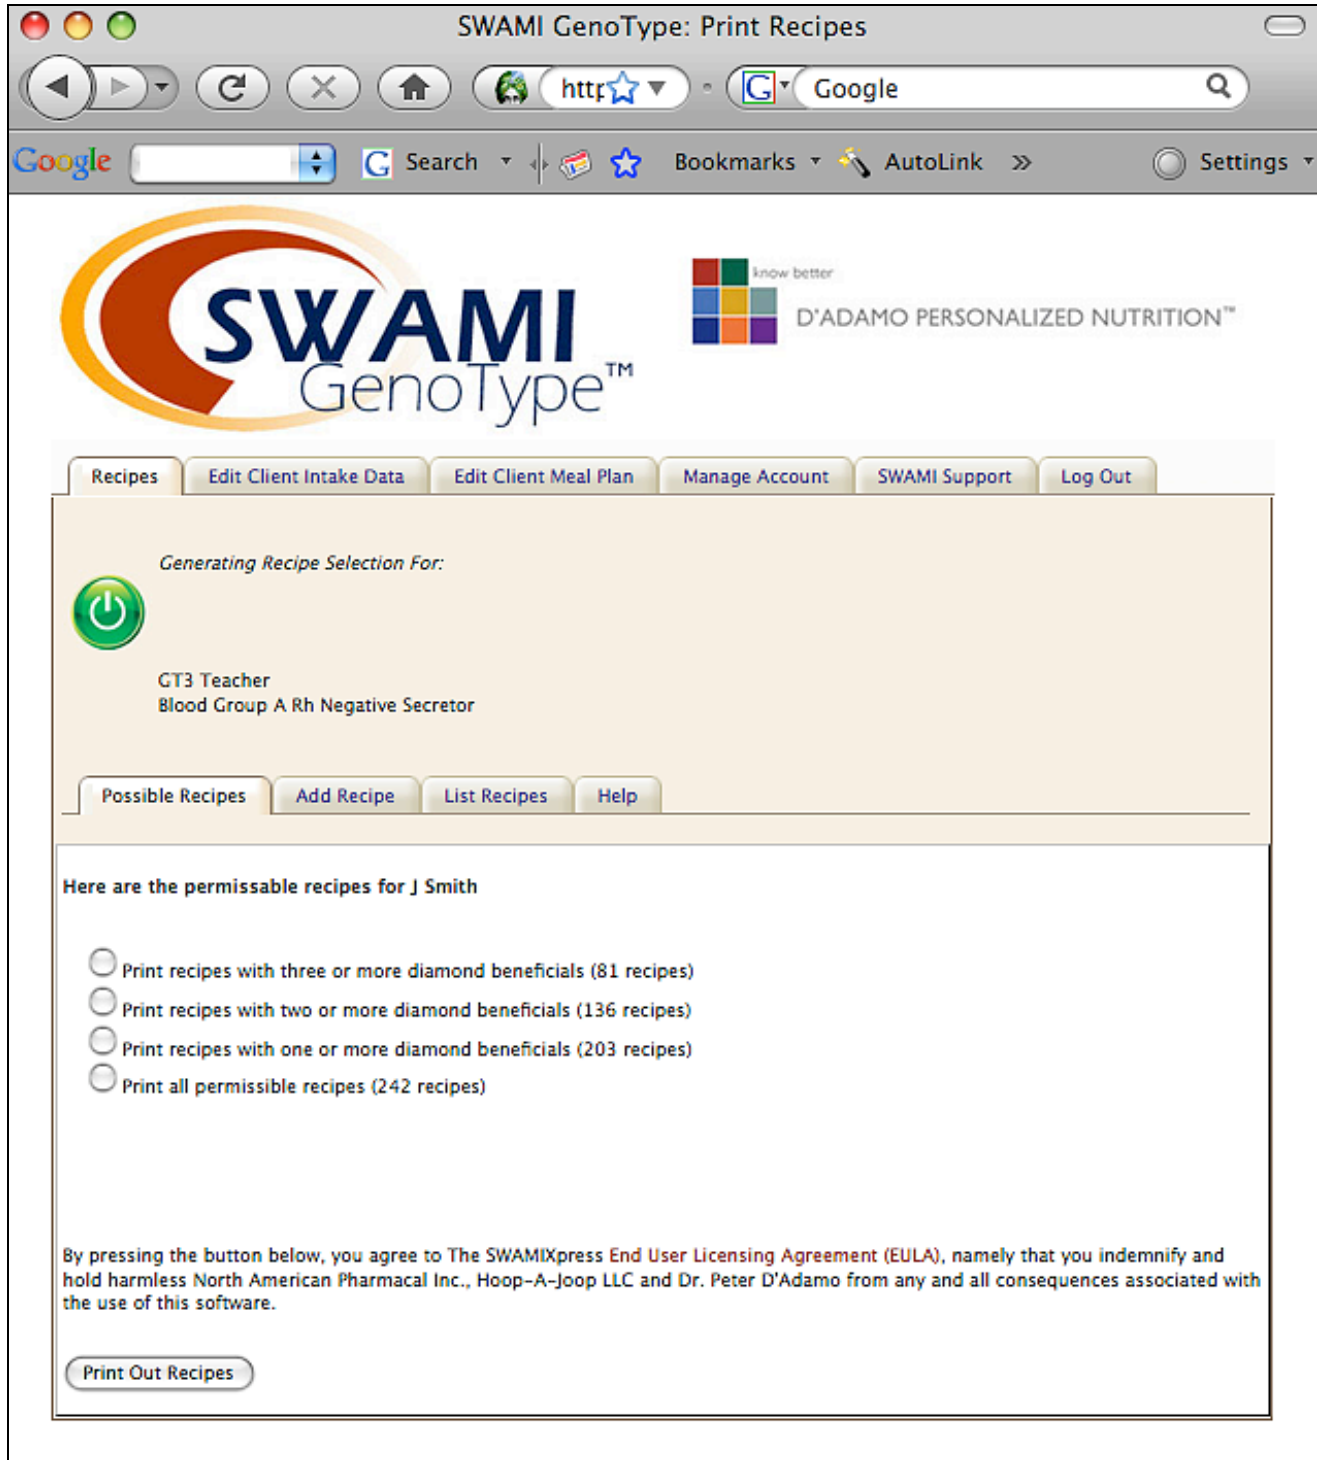 SWAMI GenoType: Print Recipes
http
G Google
Google
G Search
Bookmarks
AutoLink
Settings
SWAMI
GenoType™
know better
D'ADAMO PERSONALIZED NUTRITION™
Recipes
Edit Client Intake Data
Edit Client Meal Plan
Manage Account
SWAMI Support
Log Out
Generating Recipe Selection For:
GT3 Teacher
Blood Group A Rh Negative Secretor
Possible Recipes
Add Recipe
List Recipes
Help
Here are the permissable recipes for J Smith
Print recipes with three or more diamond beneficials (81 recipes)
Print recipes with two or more diamond beneficials (136 recipes)
Print recipes with one or more diamond beneficials (203 recipes)
Print all permissible recipes (242 recipes)
By pressing the button below, you agree to The SWAMIXpress End User Licensing Agreement (EULA), namely that you indemnify and
hold harmless North American Pharmacal Inc., Hoop-A-Joop LLC and Dr. Peter D'Adamo from any and all consequences associated with
the use of this software.
Print Out Recipes